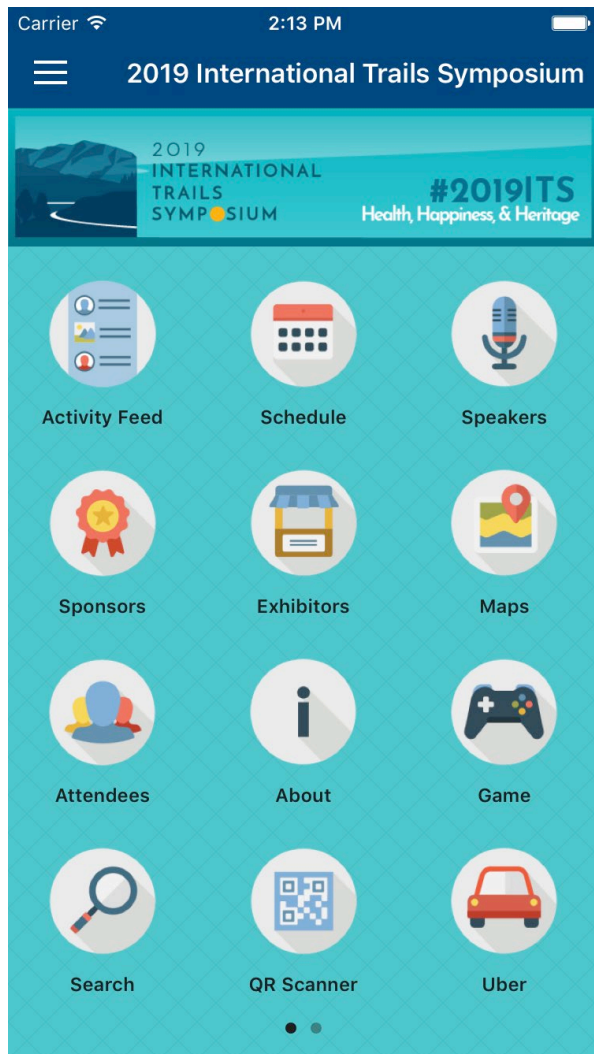 Carrier
2:13 PM
2019 International Trails Symposium
2019
INTERNATIONAL
TRAILS
SYMPOSIUM
#2019ITS
Health, Happiness, & Heritage
Activity Feed
Schedule
Speakers
Sponsors
Exhibitors
Maps
Attendees
About
Game
Search
QR Scanner
Uber